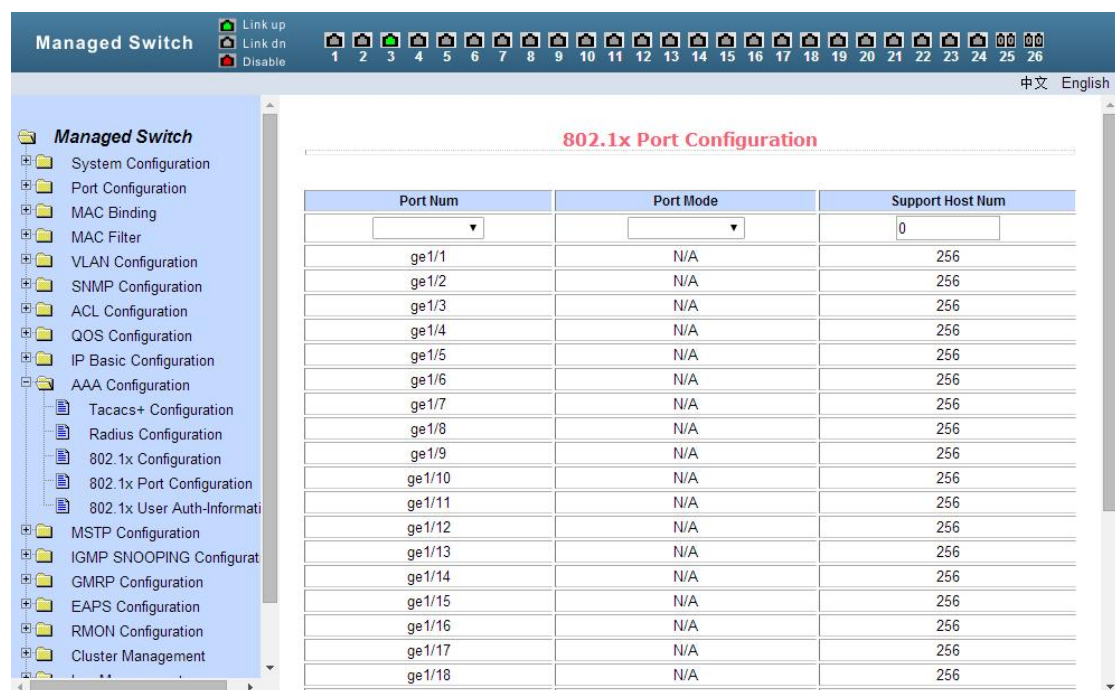 Managed Switch
Link up
Link dn
Disable
1 2 3 4 5 6 7 8 9 10 11 12 13 14 15 16 17 18 19 20 21 22 23 24 25 26
中文 English
Managed Switch
System Configuration
Port Configuration
MAC Binding
MAC Filter
VLAN Configuration
SNMP Configuration
ACL Configuration
QOS Configuration
IP Basic Configuration
AAA Configuration
Tacacs+ Configuration
Radius Configuration
802.1x Configuration
802.1x Port Configuration
802.1x User Auth-Informati
MSTP Configuration
IGMP SNOOPING Configurat
GMRP Configuration
EAPS Configuration
RMON Configuration
Cluster Management
802.1x Port Configuration
Port Num Port Mode Support Host Num
0
ge1/1 N/A 256
ge1/2 N/A 256
ge1/3 N/A 256
ge1/4 N/A 256
ge1/5 N/A 256
ge1/6 N/A 256
ge1/7 N/A 256
ge1/8 N/A 256
ge1/9 N/A 256
ge1/10 N/A 256
ge1/11 N/A 256
ge1/12 N/A 256
ge1/13 N/A 256
ge1/14 N/A 256
ge1/15 N/A 256
ge1/16 N/A 256
ge1/17 N/A 256
ge1/18 N/A 256